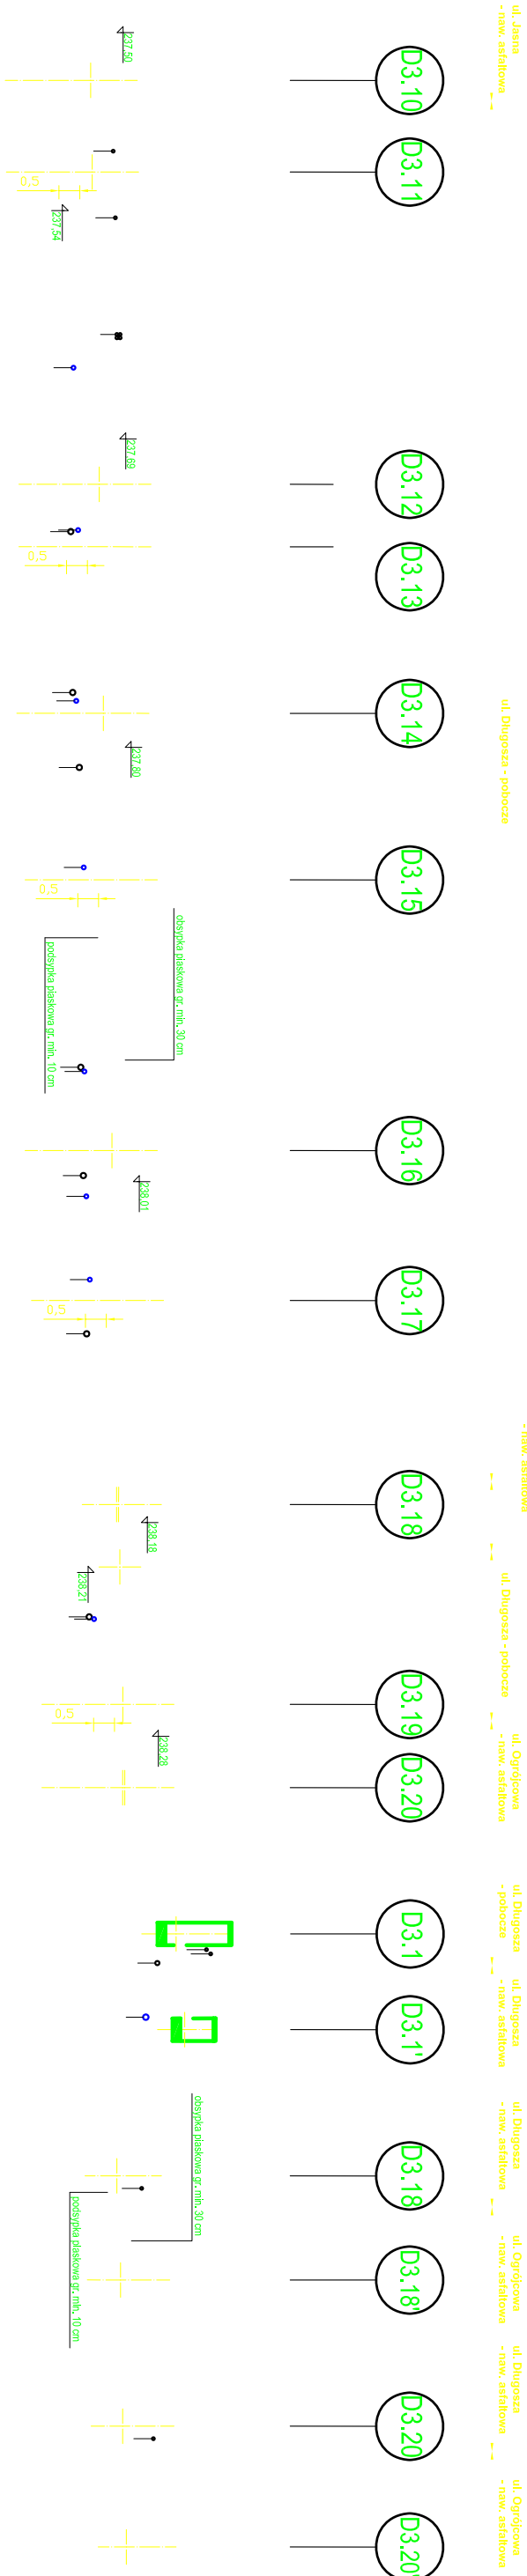 ul. Jasna
- naw. asfaltowa
D3.10
237.50
D3.11
0,5
237.54
D3.12
237.69
D3.13
0,5
D3.14
237.80
ul. Długosza - pobocze
D3.15
0,5
obsypka piaskowa gr. min. 30 cm
podsypka piaskowa gr. min. 10 cm
D3.16
238.01
D3.17
0,5
- naw. asfaltowa
D3.18
238.18
238.21
ul. Długosza - pobocze
D3.19
0,5
238.28
ul. Ogrójcowa
- naw. asfaltowa
D3.20
ul. Długosza
- pobocze
D3.1
ul. Długosza
- naw. asfaltowa
D3.1'
ul. Długosza
- naw. asfaltowa
D3.18
obsypka piaskowa gr. min. 30 cm
podsypka piaskowa gr. min. 10 cm
ul. Ogrójcowa
- naw. asfaltowa
D3.18'
ul. Długosza
- naw. asfaltowa
D3.20
ul. Ogrójcowa
- naw. asfaltowa
D3.20'